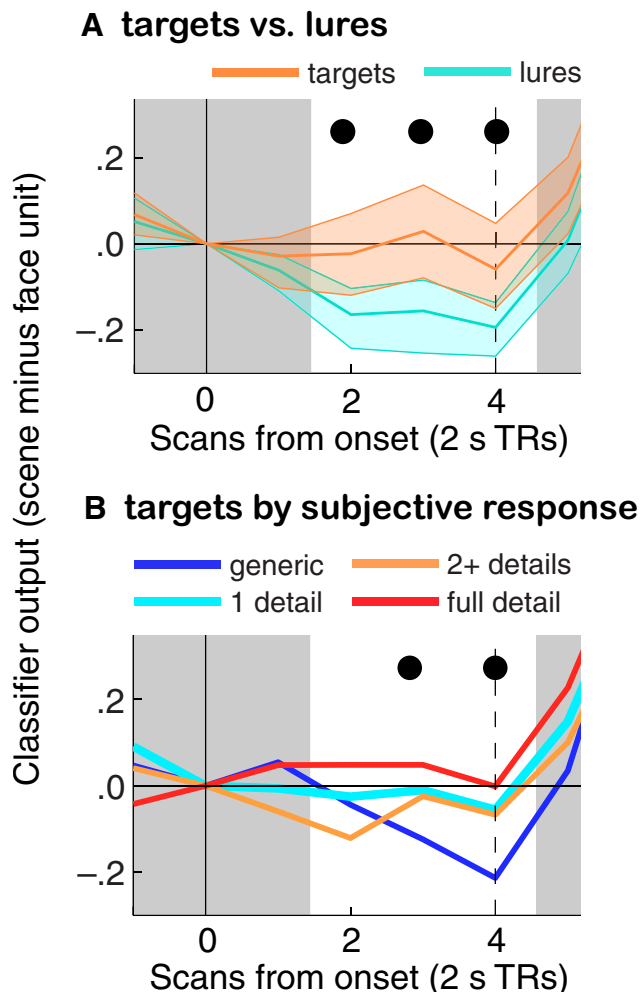 A targets vs. lures
targets lures
.2
.0
–.2
0 2 4
Scans from onset (2 s TRs)
Classifier output (scene minus face unit)
B targets by subjective response
generic 2+ details
1 detail full detail
.2
.0
–.2
0 2 4
Scans from onset (2 s TRs)